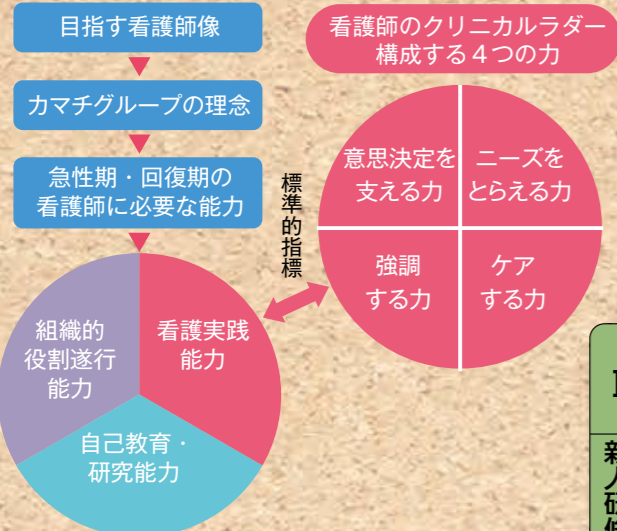 目指す看護師像
カマチグループの理念
急性期・回復期の
看護師に必要な能力
組織的
役割遂行
能力
看護実践
能力
自己教育・
研究能力
標準的指標
看護師のクリニカルラダー
構成する4つの力
意思決定を
支える力
ニーズを
とらえる力
強調
する力
ケア
する力